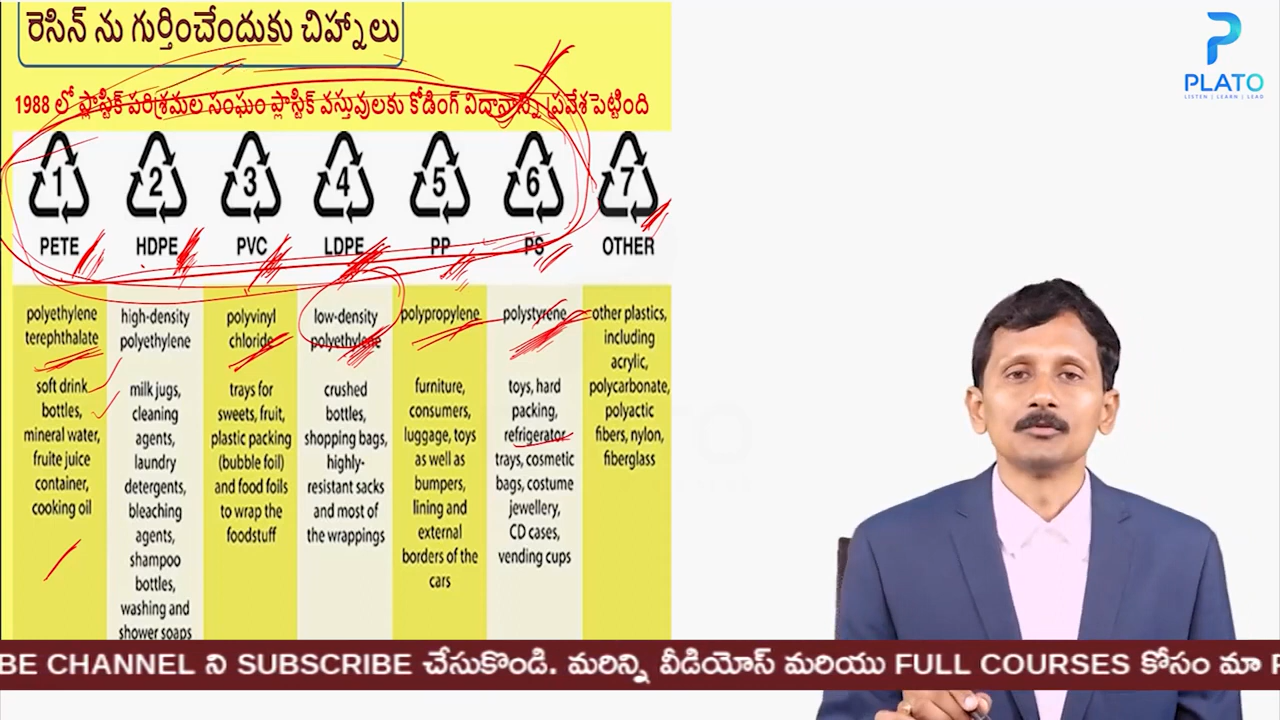 రెసిన్ ను గుర్తించేందుకు చిహ్నాలు
PLATO
LISTEN | LEARN | LEAD
1988 లో ప్లాస్టిక్ పరిశ్రమల సంఘం ప్లాస్టిక్ వస్తువులకు కోడింగ్ విదానాన్ని ప్రవేశపెట్టింది
1 2 3 4 5 6 7
PETE HDPE PVC LDPE PP PS OTHER
polyethylene
terephthalate
soft drink
bottles,
mineral water,
fruite juice
container,
cooking oil
high-density
polyethylene
milk jugs,
cleaning
agents,
laundry
detergents,
bleaching
agents,
shampoo
bottles,
washing and
shower soaps
polyvinyl
chloride
trays for
sweets, fruit,
plastic packing
(bubble foil)
and food foils
to wrap the
foodstuff
low-density
polyethylene
crushed
bottles,
shopping bags,
highly-
resistant sacks
and most of
the wrappings
polypropylene
furniture,
consumers,
luggage, toys
as well as
bumpers,
lining and
external
borders of the
cars
polystyrene
toys, hard
packing,
refrigerator
trays, cosmetic
bags, costume
jewellery,
CD cases,
vending cups
other plastics,
including
acrylic,
polycarbonate,
polyactic
fibers, nylon,
fiberglass
BE CHANNEL ని SUBSCRIBE చేసుకొండి. మరిన్ని వీడియోస్ మరియు FULL COURSES కోసం మా